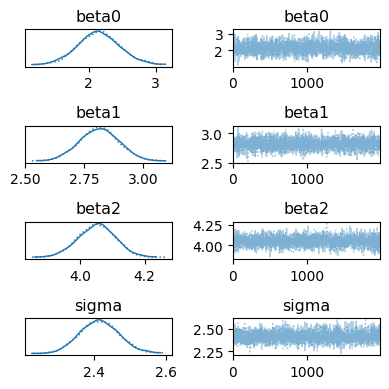 beta0 beta0
3
2
2 3 0 1000
beta1 beta1
3.0
2.5
2.50 2.75 3.00 0 1000
beta2 beta2
4.25
4.00
4.0 4.2 0 1000
sigma sigma
2.50
2.25
2.4 2.6 0 1000